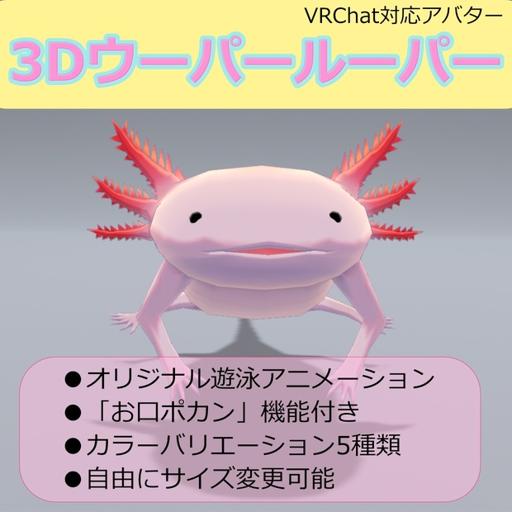 VRChat対応アバター
3Dウーパールーパー
●オリジナル遊泳アニメーション
●「お口ポカン」機能付き
●カラーバリエーション5種類
●自由にサイズ変更可能